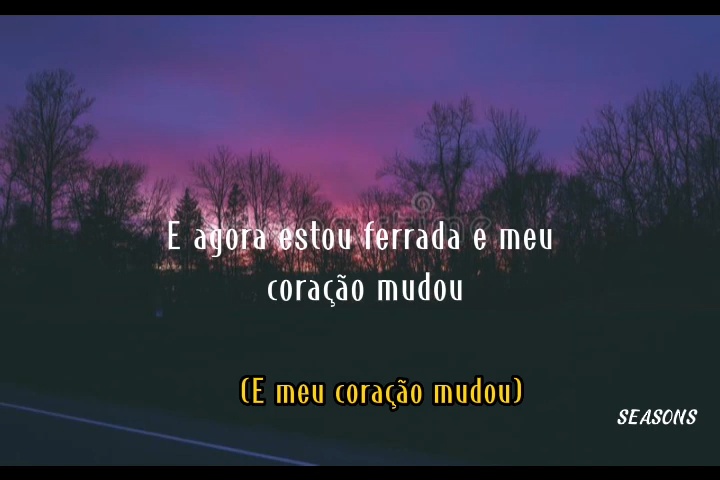 E agora estou ferrada e meu
coração mudou
(E meu coração mudou)
SEASONS